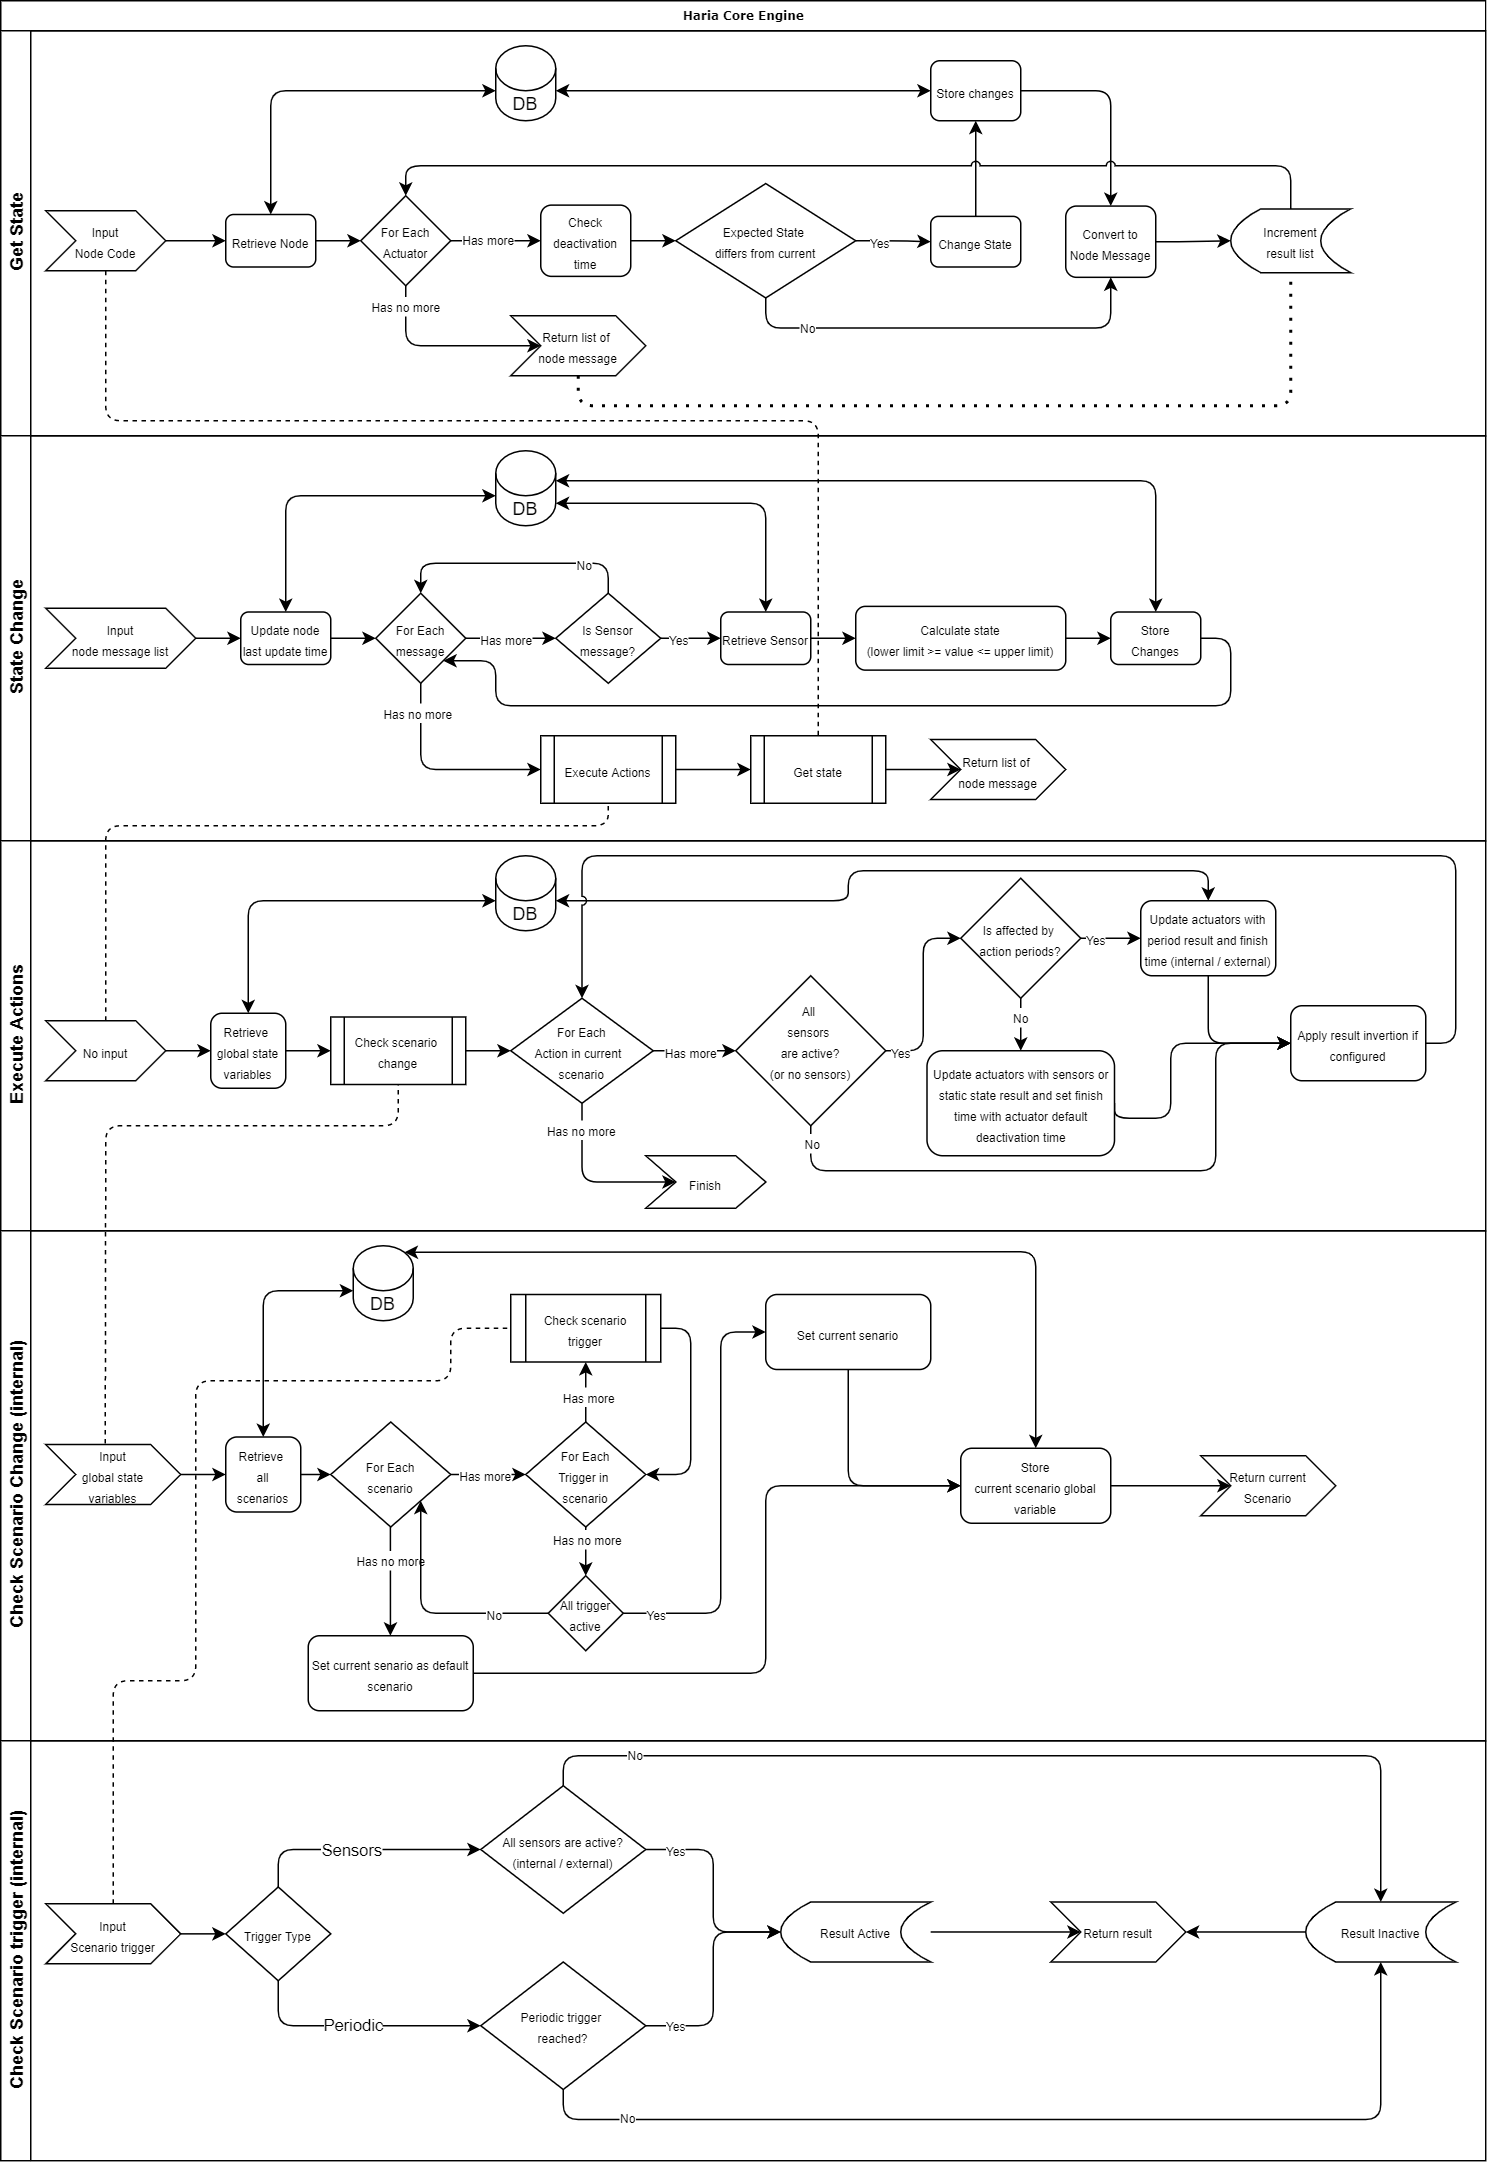 Haria Core Engine
Get State
DB
Store changes
Input
Node Code
Retrieve Node
For Each
Actuator
Has more
Check
deactivation
time
Expected State
differs from current
Yes
Change State
Convert to
Node Message
Increment
result list
Has no more
No
Return list of
node message
State Change
DB
No
Input
node message list
Update node
last update time
For Each
message
Has more
Is Sensor
message?
Yes
Retrieve Sensor
Calculate state
(lower limit >= value <= upper limit)
Store
Changes
Has no more
Execute Actions
Get state
Return list of
node message
Execute Actions
DB
Is affected by
action periods?
Yes
Update actuators with
period result and finish
time (internal / external)
No input
Retrieve
global state
variables
Check scenario
change
For Each
Action in current
scenario
Has more
All
sensors
are active?
(or no sensors)
Yes
No
Update actuators with sensors or
static state result and set finish
time with actuator default
deactivation time
Apply result invertion if
configured
Has no more
No
Finish
Check Scenario Change (internal)
DB
Check scenario
trigger
Set current senario
Has more
Input
global state
variables
Retrieve
all
scenarios
For Each
scenario
Has more
For Each
Trigger in
scenario
Store
current scenario global
variable
Return current
Scenario
Has no more
Has no more
No
All trigger
active
Yes
Set current senario as default
scenario
Check Scenario trigger (internal)
No
Sensors
All sensors are active?
(internal / external)
Yes
Input
Scenario trigger
Trigger Type
Result Active
Return result
Result Inactive
Periodic
Periodic trigger
reached?
Yes
No